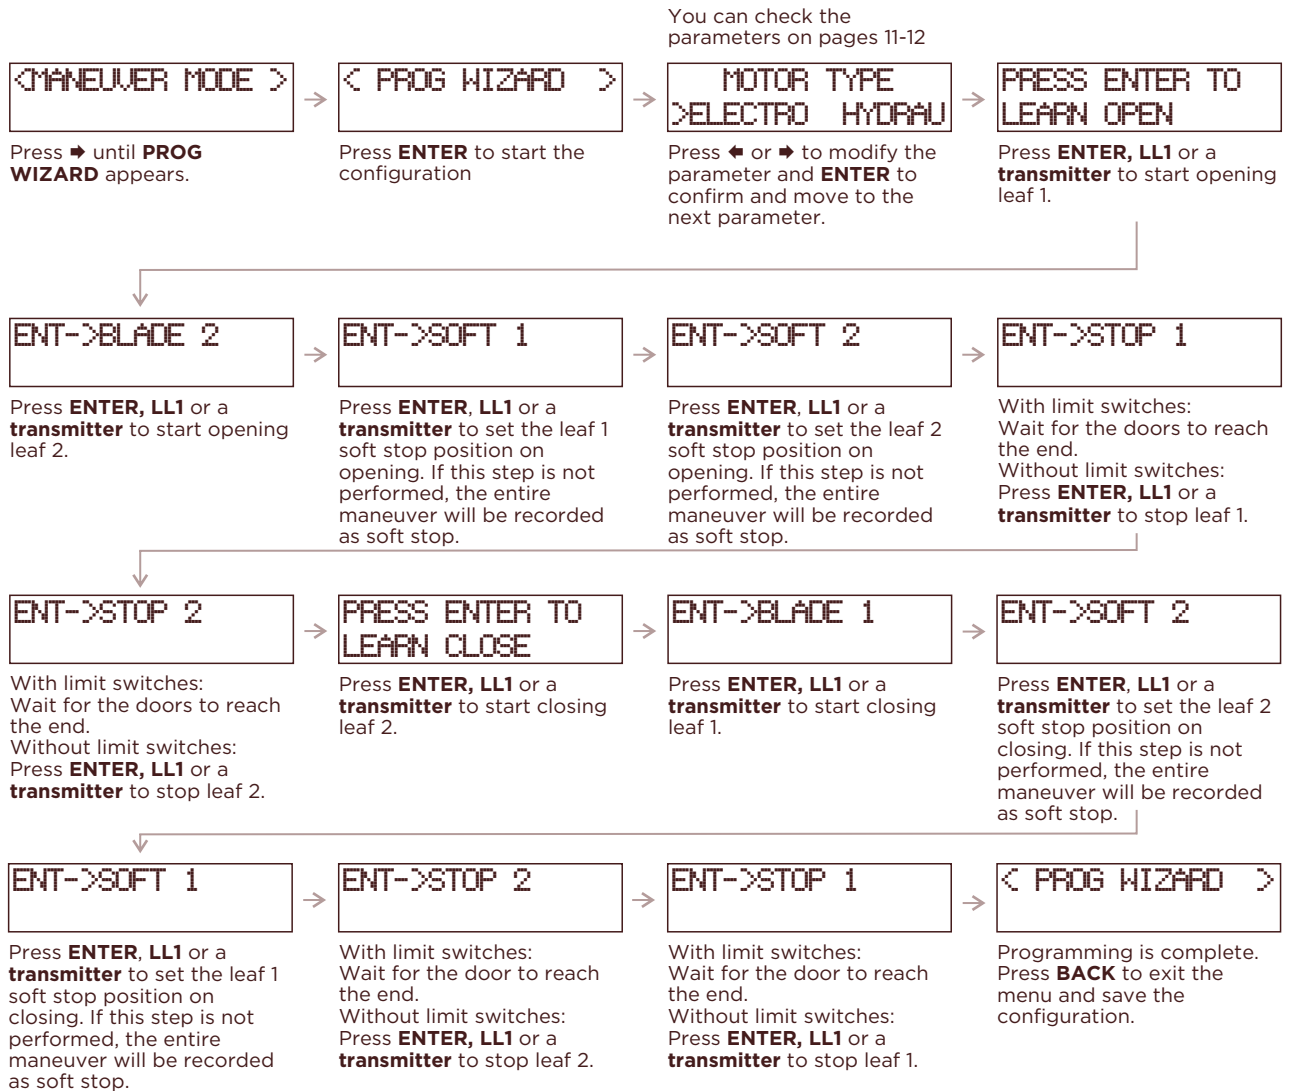 You can check the
parameters on pages 11-12
<MANEUVER MODE >
Press ➡ until PROG
WIZARD appears.
< PROG WIZARD >
Press ENTER to start the
configuration
MOTOR TYPE
>ELECTRO HYDRAU
Press ⬅ or ➡ to modify the
parameter and ENTER to
confirm and move to the
next parameter.
PRESS ENTER TO
LEARN OPEN
Press ENTER, LL1 or a
transmitter to start opening
leaf 1.
ENT->BLADE 2
Press ENTER, LL1 or a
transmitter to start opening
leaf 2.
ENT->SOFT 1
Press ENTER, LL1 or a
transmitter to set the leaf 1
soft stop position on
opening. If this step is not
performed, the entire
maneuver will be recorded
as soft stop.
ENT->SOFT 2
Press ENTER, LL1 or a
transmitter to set the leaf 2
soft stop position on
opening. If this step is not
performed, the entire
maneuver will be recorded
as soft stop.
ENT->STOP 1
With limit switches:
Wait for the doors to reach
the end.
Without limit switches:
Press ENTER, LL1 or a
transmitter to stop leaf 1.
ENT->STOP 2
With limit switches:
Wait for the doors to reach
the end.
Without limit switches:
Press ENTER, LL1 or a
transmitter to stop leaf 2.
PRESS ENTER TO
LEARN CLOSE
Press ENTER, LL1 or a
transmitter to start closing
leaf 2.
ENT->BLADE 1
Press ENTER, LL1 or a
transmitter to start closing
leaf 1.
ENT->SOFT 2
Press ENTER, LL1 or a
transmitter to set the leaf 2
soft stop position on
closing. If this step is not
performed, the entire
maneuver will be recorded
as soft stop.
ENT->SOFT 1
Press ENTER, LL1 or a
transmitter to set the leaf 1
soft stop position on
closing. If this step is not
performed, the entire
maneuver will be recorded
as soft stop.
ENT->STOP 2
With limit switches:
Wait for the door to reach
the end.
Without limit switches:
Press ENTER, LL1 or a
transmitter to stop leaf 2.
ENT->STOP 1
With limit switches:
Wait for the door to reach
the end.
Without limit switches:
Press ENTER, LL1 or a
transmitter to stop leaf 1.
< PROG WIZARD >
Programming is complete.
Press BACK to exit the
menu and save the
configuration.